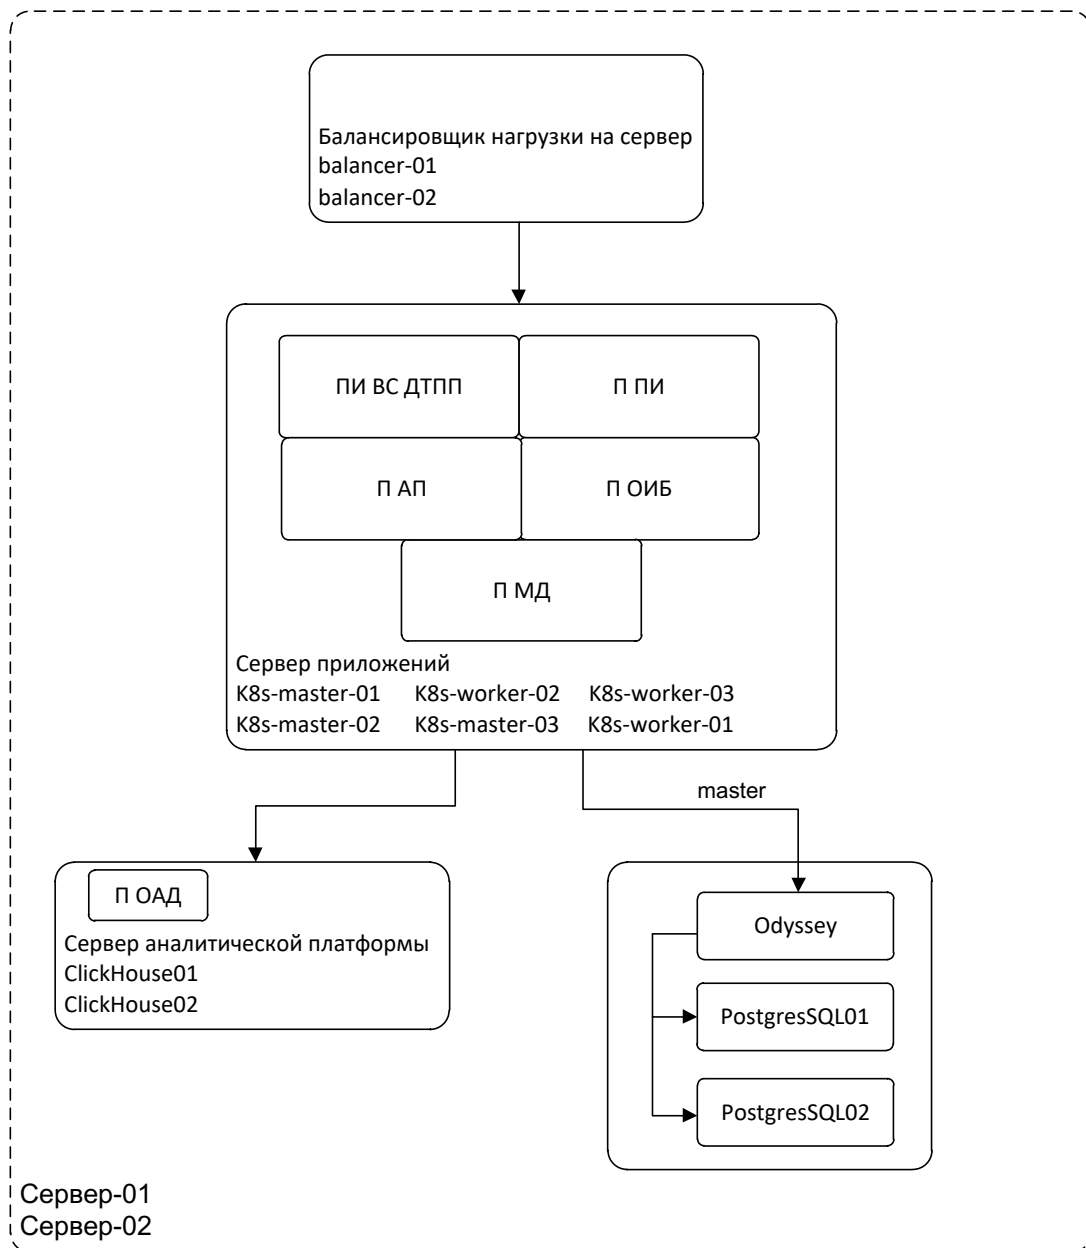 Балансировщик нагрузки на сервер
balancer-01
balancer-02
ПИ ВС ДТПП
П ПИ
П АП
П ОИБ
П МД
Сервер приложений
K8s-master-01 K8s-worker-02 K8s-worker-03
K8s-master-02 K8s-master-03 K8s-worker-01
master
П ОАД
Сервер аналитической платформы
ClickHouse01
ClickHouse02
Odyssey
PostgresSQL01
PostgresSQL02
Сервер-01
Сервер-02